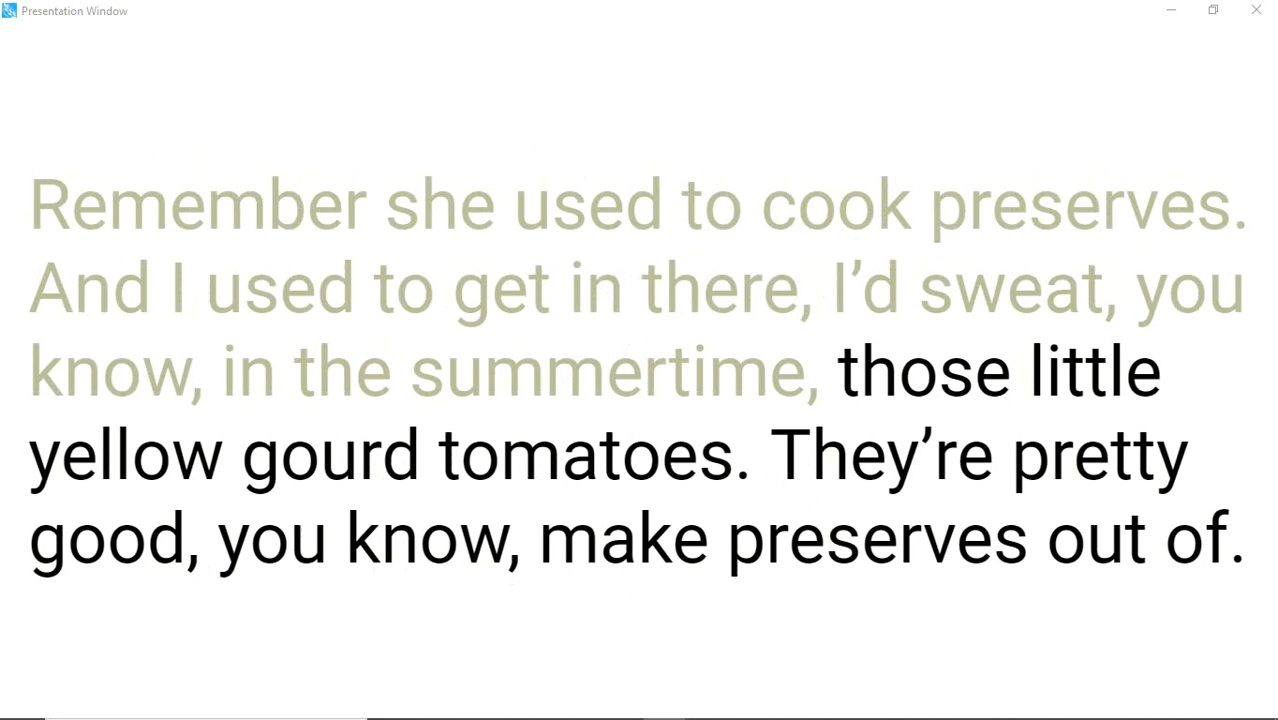 Presentation Window
Remember she used to cook preserves.
And I used to get in there, I’d sweat, you
know, in the summertime, those little
yellow gourd tomatoes. They’re pretty
good, you know, make preserves out of.